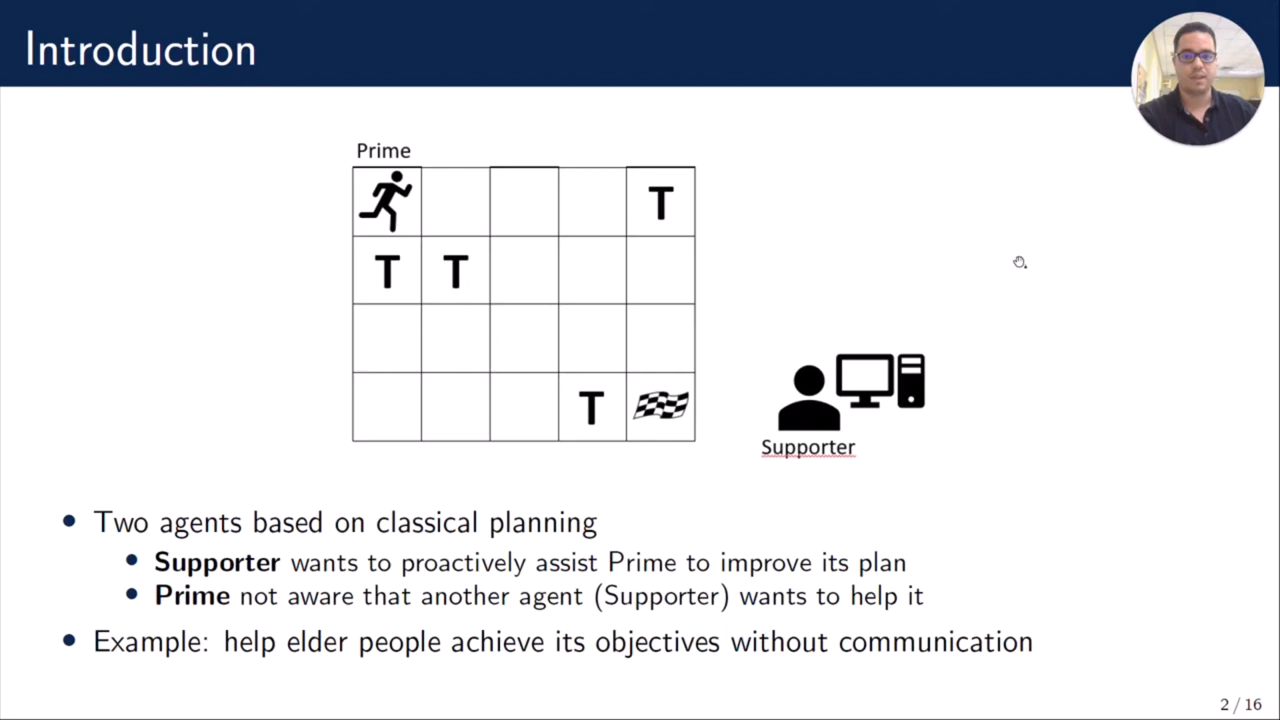 Introduction
Prime
T
T T
T
Supporter
Two agents based on classical planning
Supporter wants to proactively assist Prime to improve its plan
Prime not aware that another agent (Supporter) wants to help it
Example: help elder people achieve its objectives without communication
2 / 16